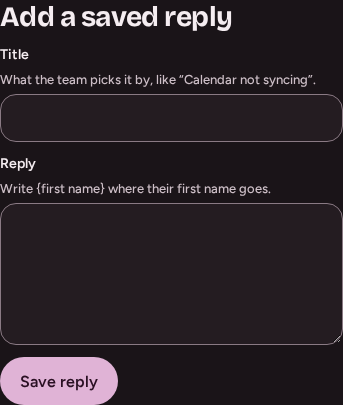 Add a saved reply
Title
What the team picks it by, like “Calendar not syncing”.
Reply
Write {first name} where their first name goes.
Save reply